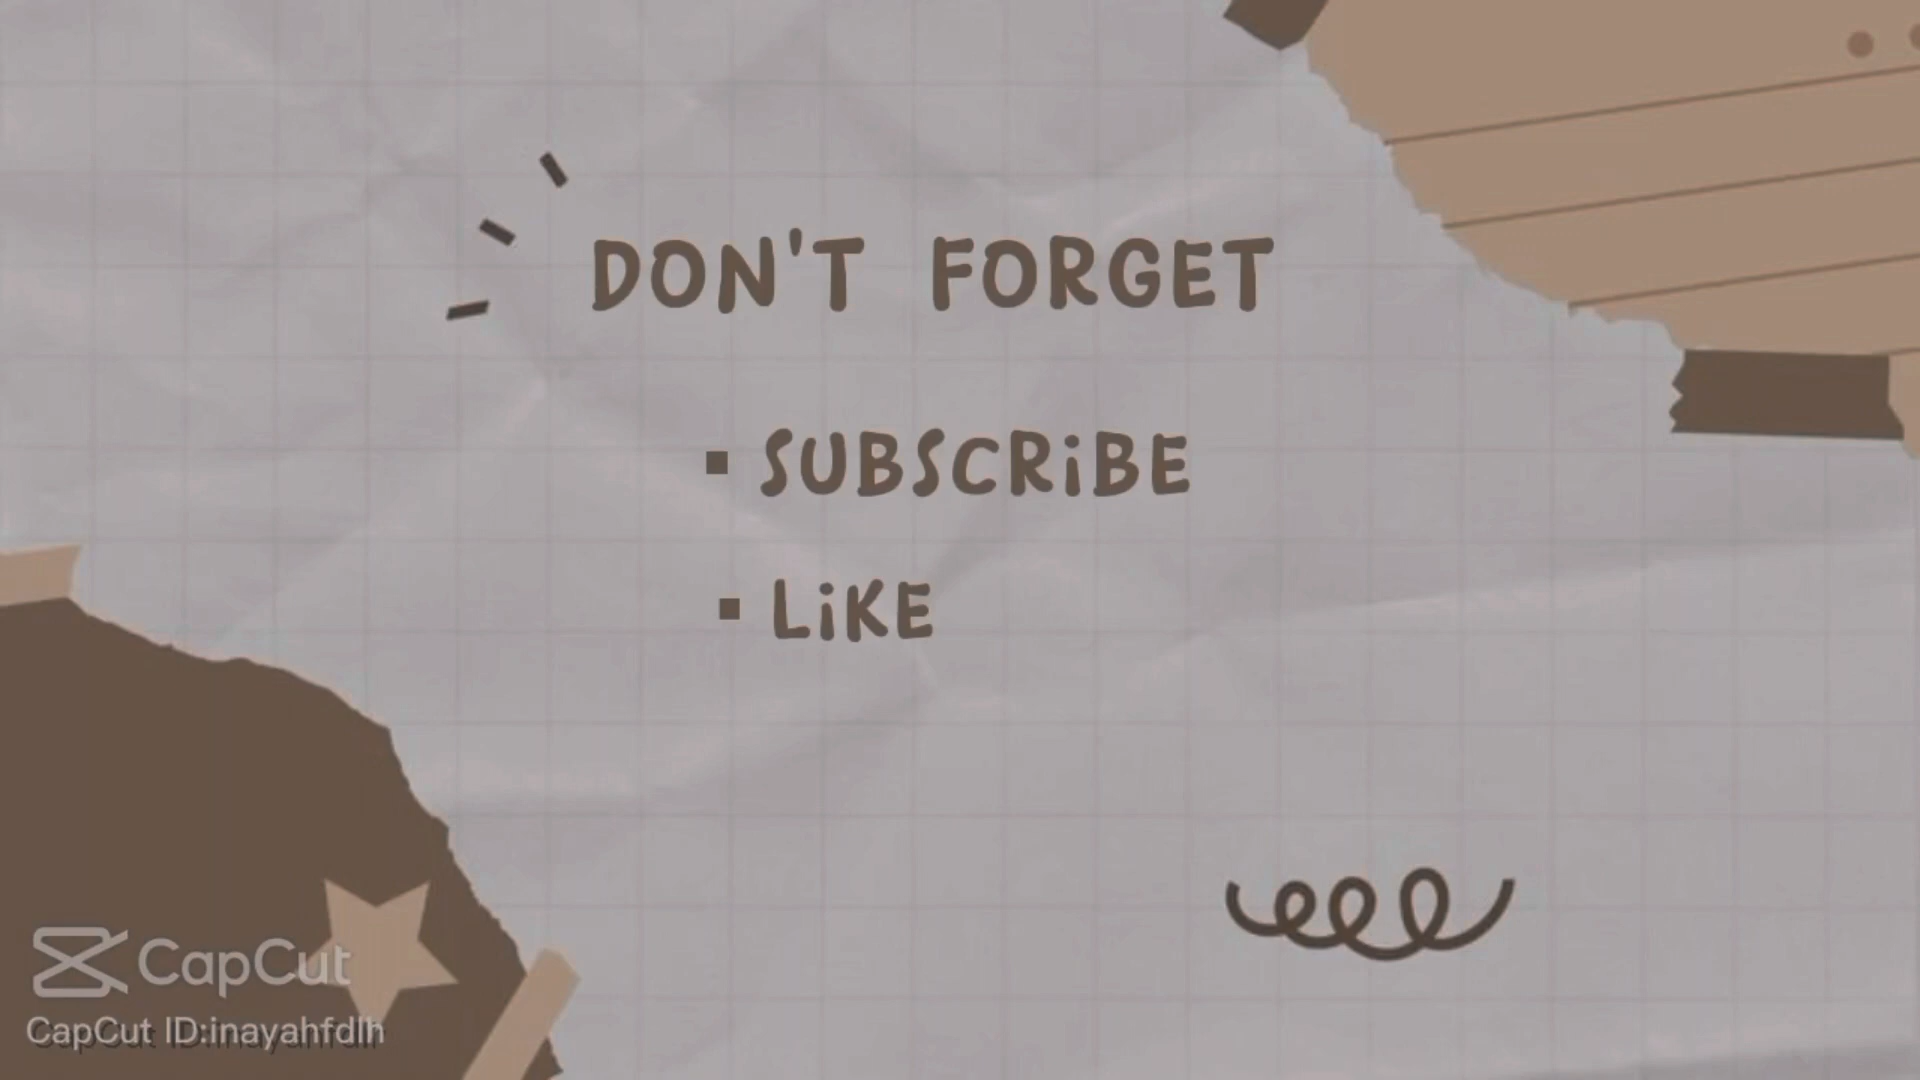 DON'T FORGET
▪ SUBSCRiBE
▪ LiKE
CapCut
CapCut ID:inayahfdlh